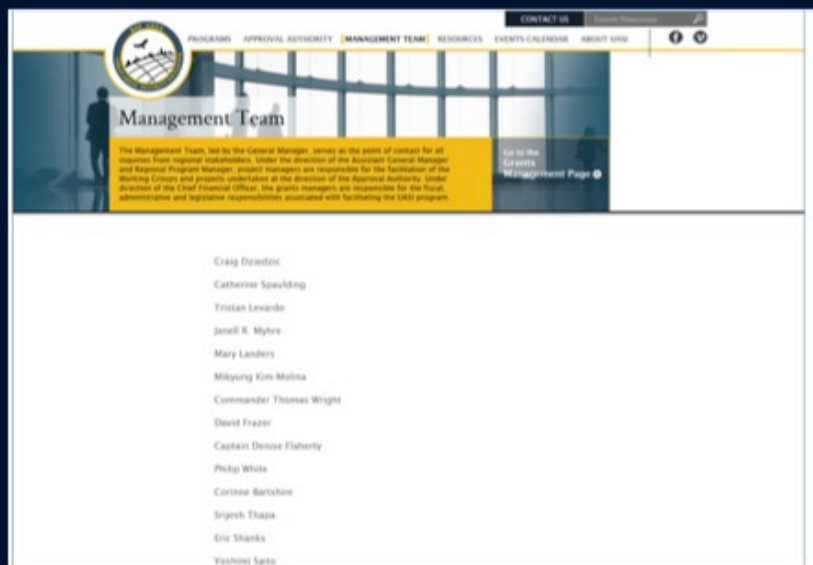 CONTACT US
Search Resources
PROGRAMS APPROVAL AUTHORITY MANAGEMENT TEAM RESOURCES EVENTS CALENDAR ABOUT UASI
Management Team
The Management Team, led by the General Manager, serves as the point of contact for all
inquiries from regional stakeholders. Under the direction of the Assistant General Manager
and Regional Program Manager, project managers are responsible for the facilitation of the
Working Groups and projects undertaken at the direction of the Approval Authority. Under
direction of the Chief Financial Officer, the grants managers are responsible for the fiscal,
administrative and legislative responsibilities associated with facilitating the UASI program.
Go to the
Grants
Management Page
Craig Dziedzic
Catherine Spaulding
Tristan Levardo
Janell R. Myhre
Mary Landers
Mikyung Kim-Molina
Commander Thomas Wright
David Frazer
Captain Denise Flaherty
Philip White
Corinne Bartshire
Srijesh Thapa
Eric Shanks
Yoshimi Saito